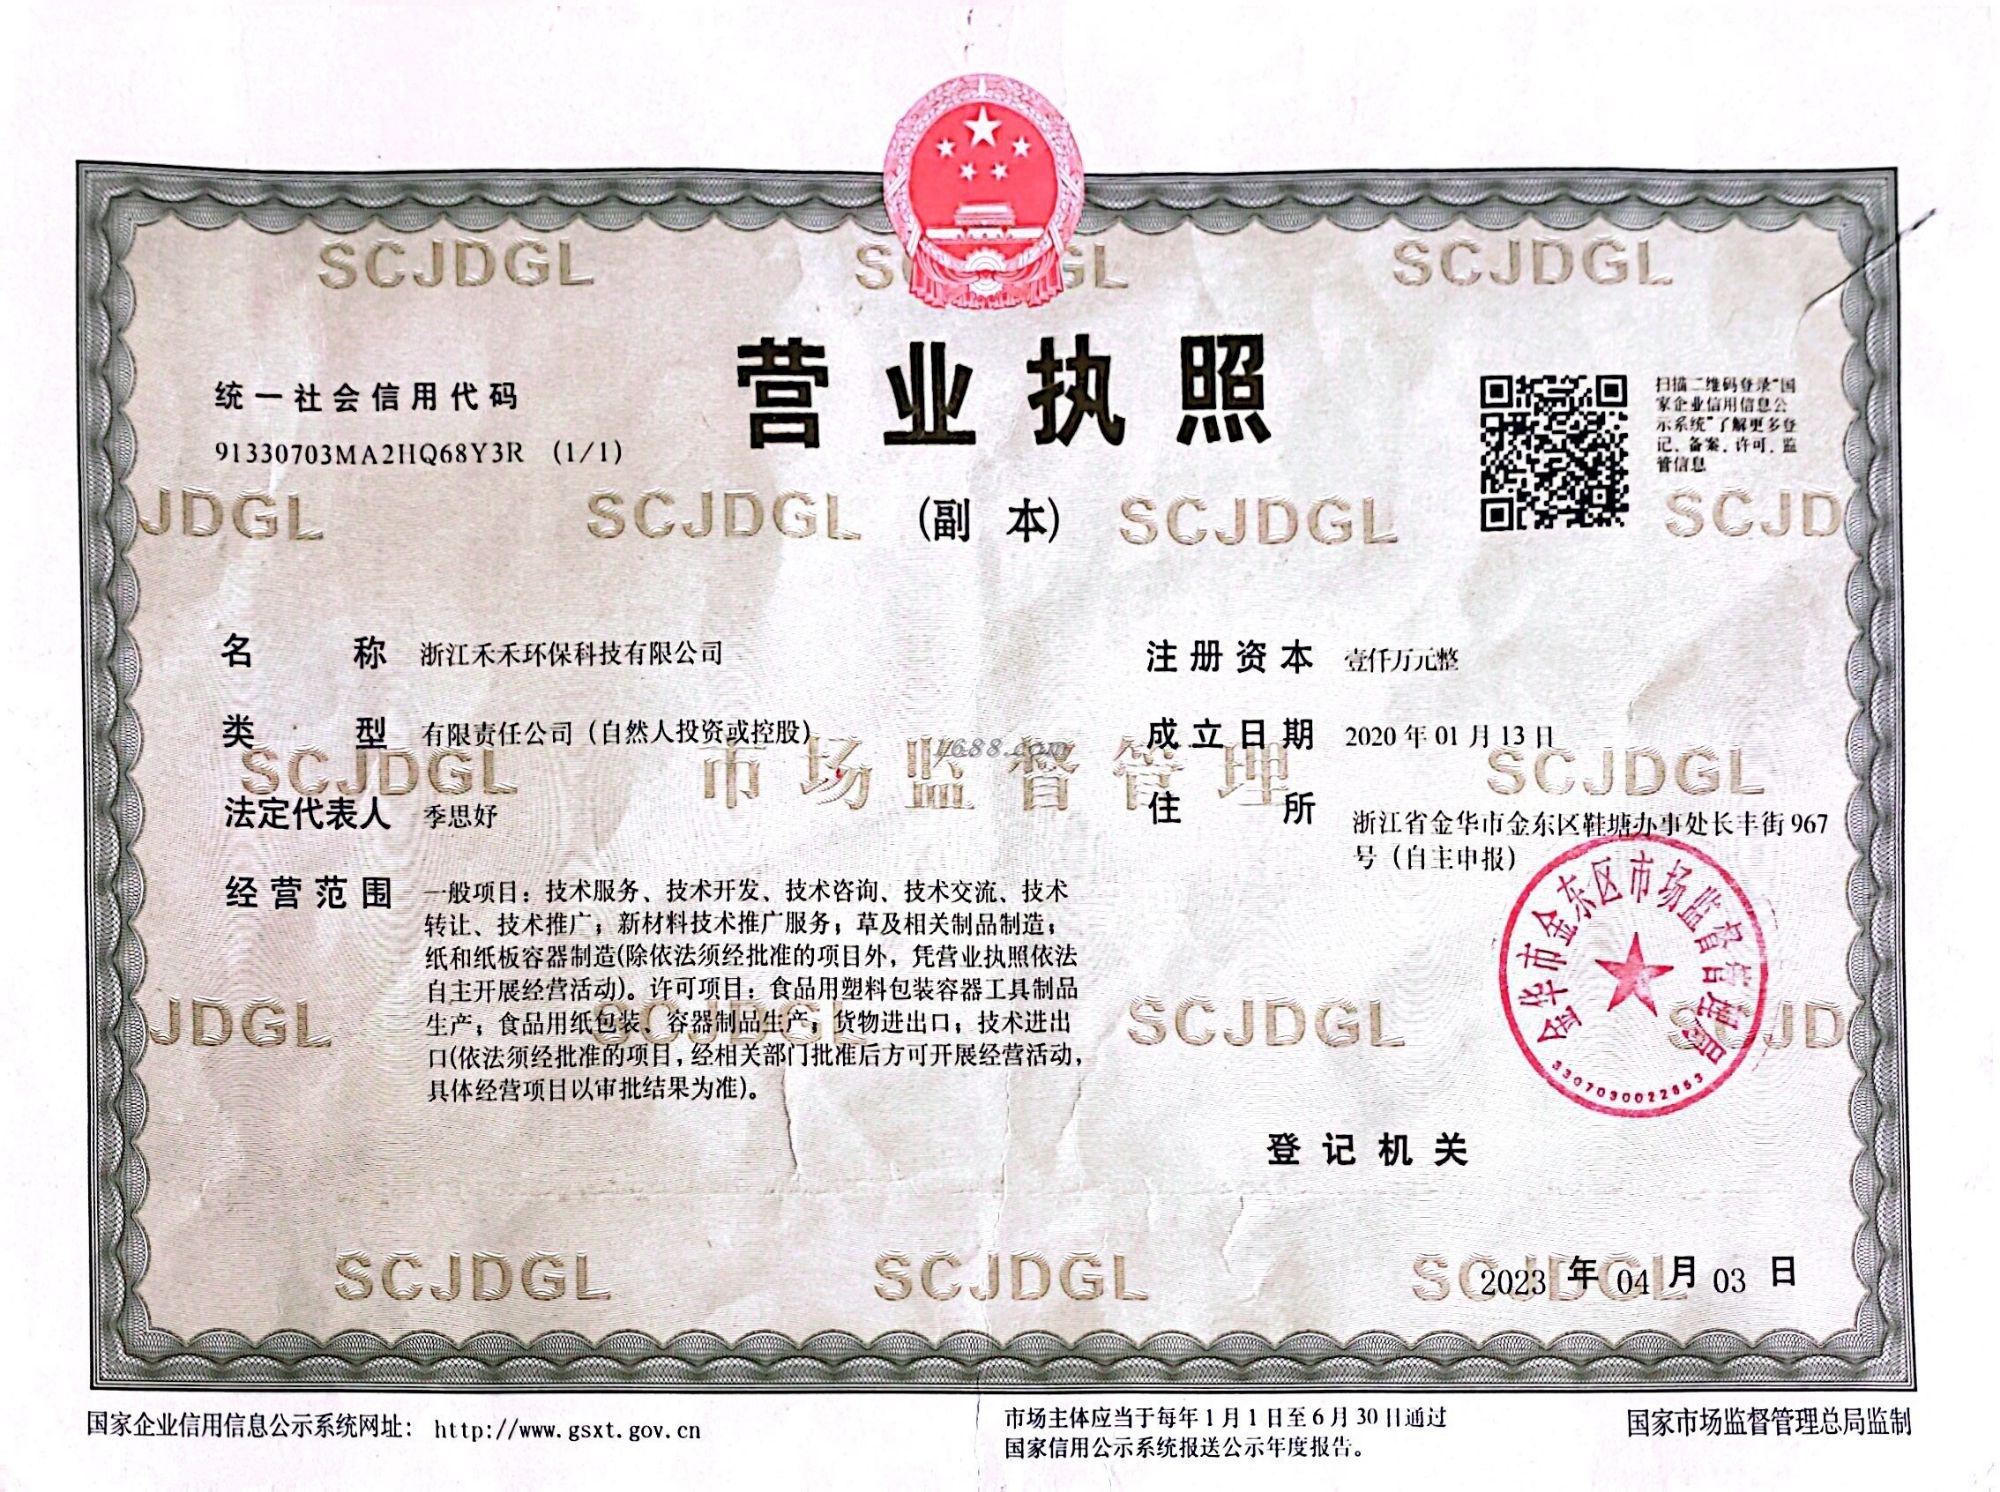 SCJDGL
SCJDGL
营业执照
(副 本)
统一社会信用代码
91330703MA2HQ68Y3R (1/1)
扫描二维码登录“国
家企业信用信息公
示系统”了解更多登
记、备案、许可、监
管信息
JDGL SCJDGL SCJDGL SCJD
名 称 浙江禾禾环保科技有限公司
类 型 有限责任公司（自然人投资或控股）
法定代表人 季思妤
经营范围 一般项目：技术服务、技术开发、技术咨询、技术交流、技术
转让、技术推广；新材料技术推广服务；草及相关制品制造；
纸和纸板容器制造(除依法须经批准的项目外，凭营业执照依法
自主开展经营活动)。许可项目：食品用塑料包装容器工具制品
生产；食品用纸包装、容器制品生产；货物进出口；技术进出
口(依法须经批准的项目，经相关部门批准后方可开展经营活动，
具体经营项目以审批结果为准)。
注册资本 壹仟万元整
成立日期 2020年01月13日
住 所 浙江省金华市金东区鞋塘办事处长丰街967
号（自主申报）
SCJDGL 市场监督管理 SCJDGL
1688.com
JDGL SCJDGL SCJDGL SCJD
金华市金东区市场监督管理局
3307030022653
登记机关
SCJDGL SCJDGL SCJDGL
2023 年 04 月 03 日
国家企业信用信息公示系统网址： http://www.gsxt.gov.cn
市场主体应当于每年1月1日至6月30日通过
国家信用公示系统报送公示年度报告。
国家市场监督管理总局监制